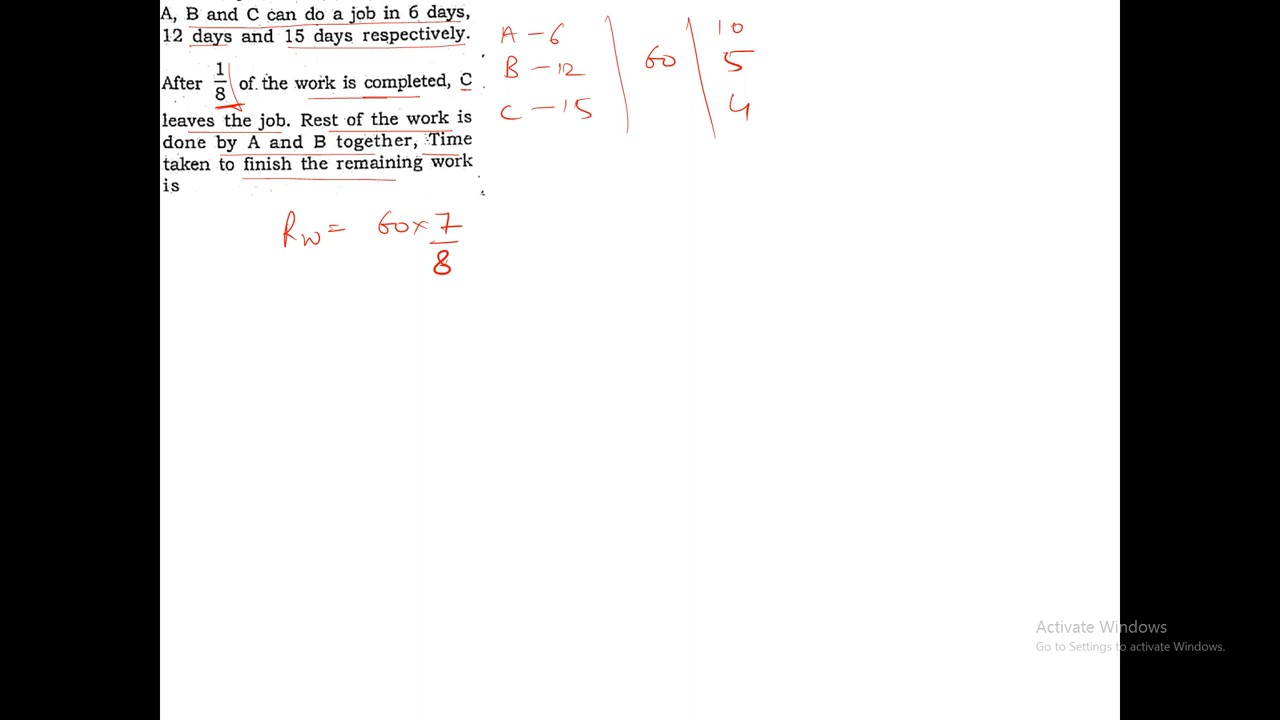 A, B and C can do a job in 6 days,
12 days and 15 days respectively.
After 1/8 of the work is completed, C
leaves the job. Rest of the work is
done by A and B together, Time
taken to finish the remaining work
is
A - 6
B - 12
C - 15
60
10
5
4
RW = 60 × 7/8
Activate Windows
Go to Settings to activate Windows.